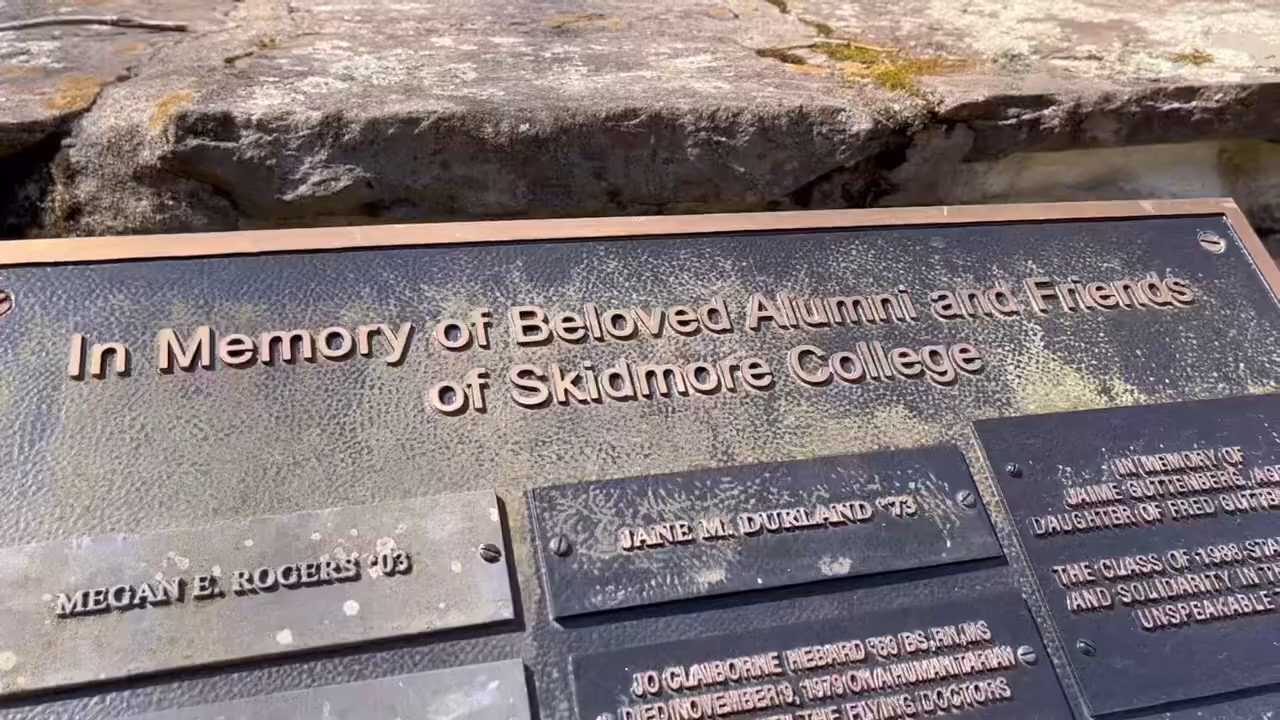 In Memory of Beloved Alumni and Friends
of Skidmore College
MEGAN E. ROGERS '03
JANE M. DURLAND '73
JO CLAIBORNE HEBARD '69 BS, RN, MS
DIED NOVEMBER 9, 1979 ON A HUMANITARIAN
THE FLYING DOCTORS
IN MEMORY OF
JAIME GUTTENBERG,
DAUGHTER OF FRED
THE CLASS OF 1988
AND SOLIDARITY IN
UNSPEAKABLE